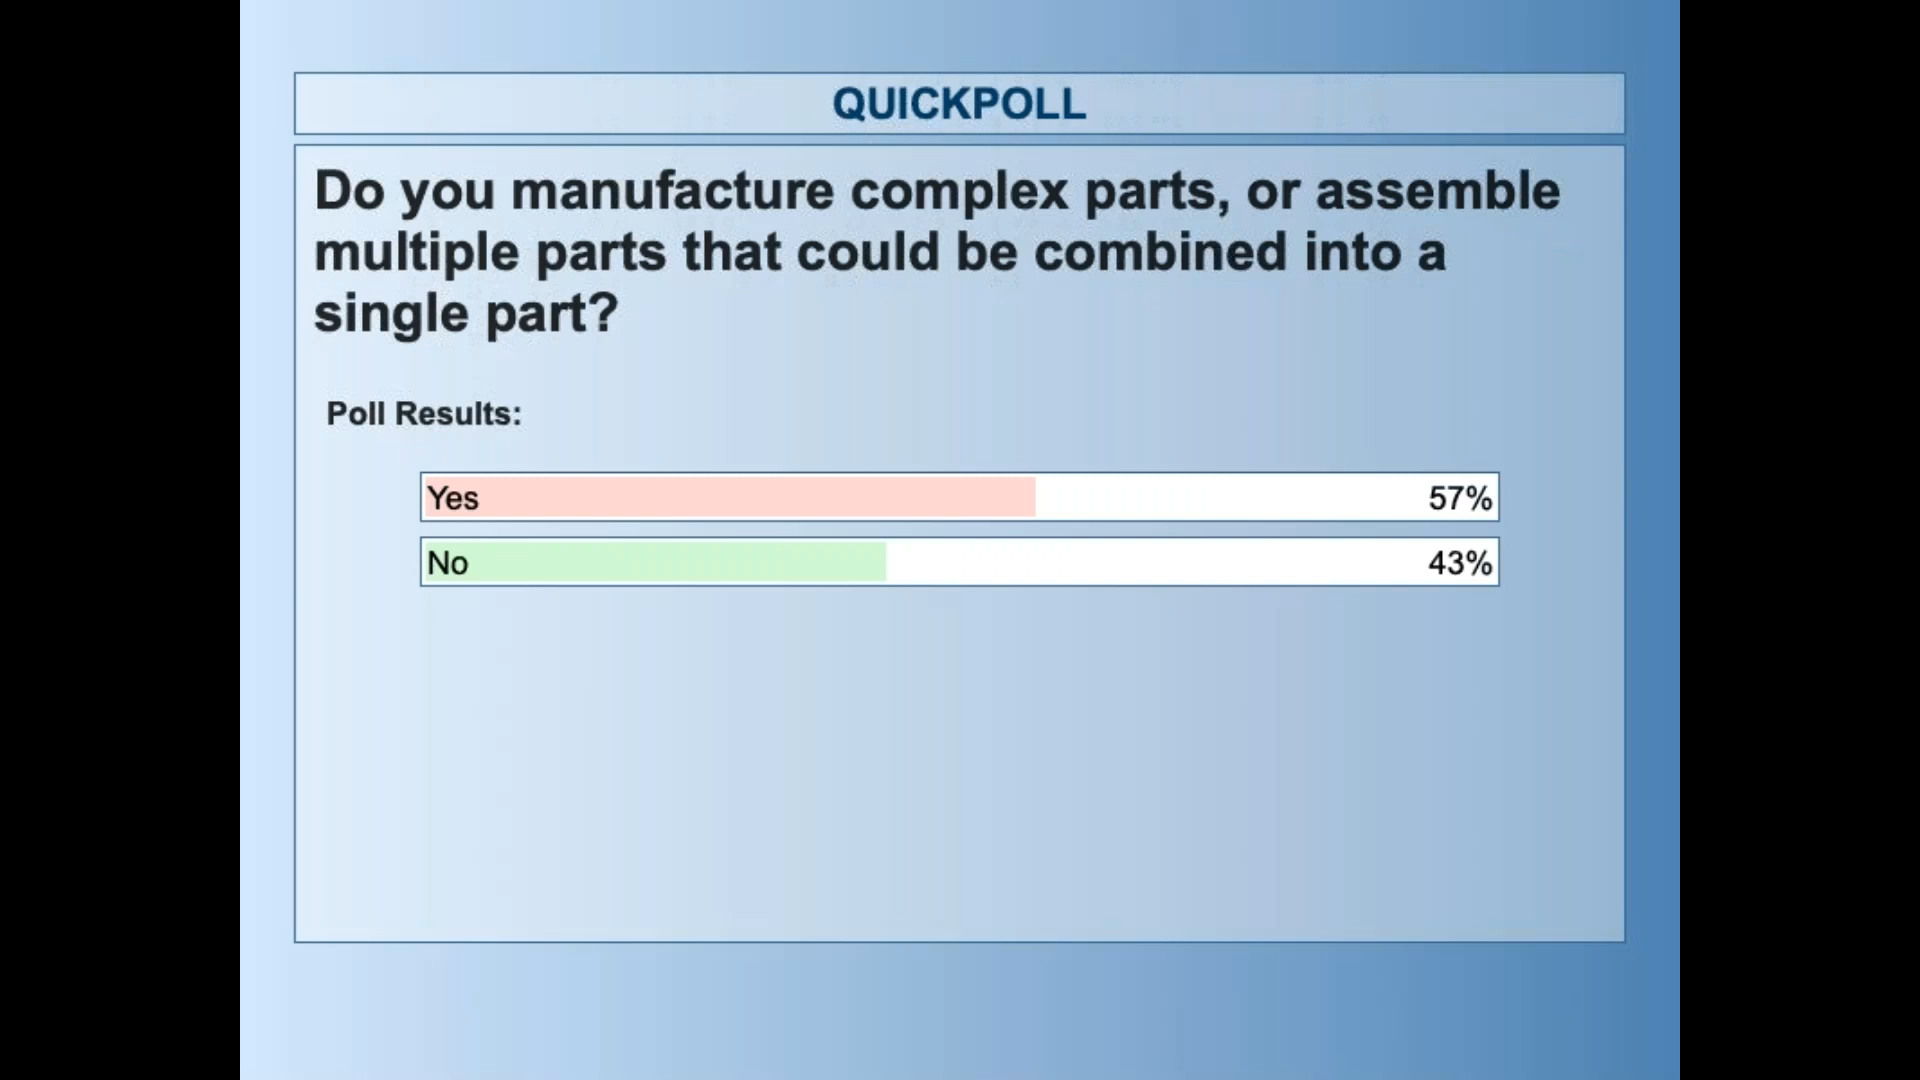 QUICKPOLL
Do you manufacture complex parts, or assemble
multiple parts that could be combined into a
single part?
Poll Results:
Yes 57%
No 43%